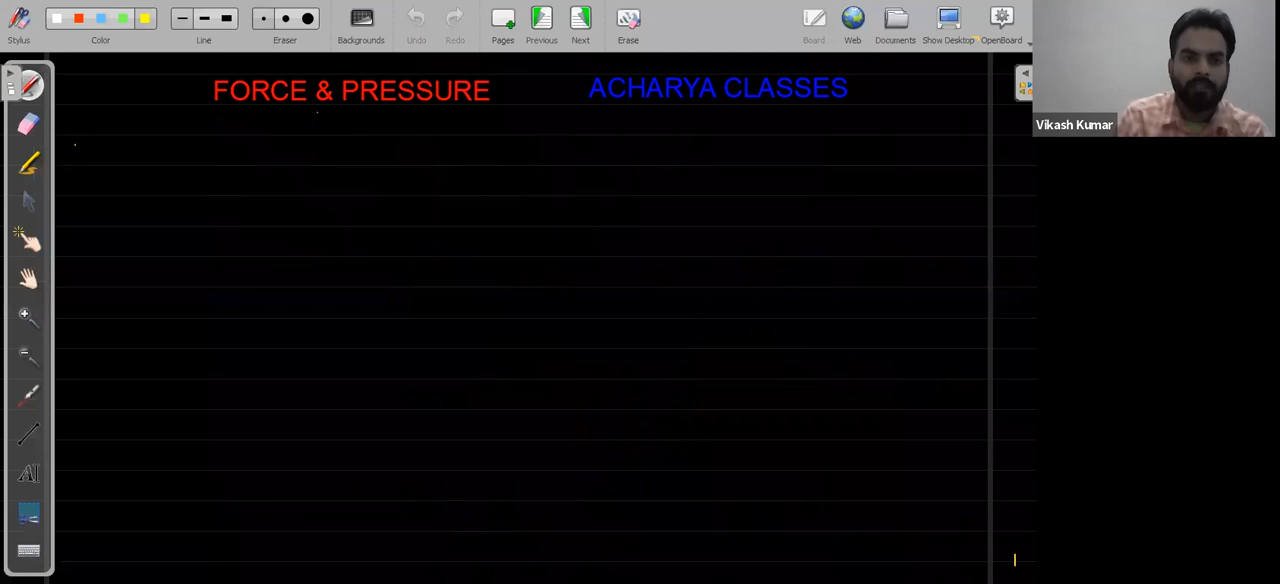 Stylus Color Line Eraser Backgrounds Undo Redo Pages Previous Next Erase Board Web Documents Show Desktop OpenBoard
FORCE & PRESSURE ACHARYA CLASSES
Vikash Kumar
AI